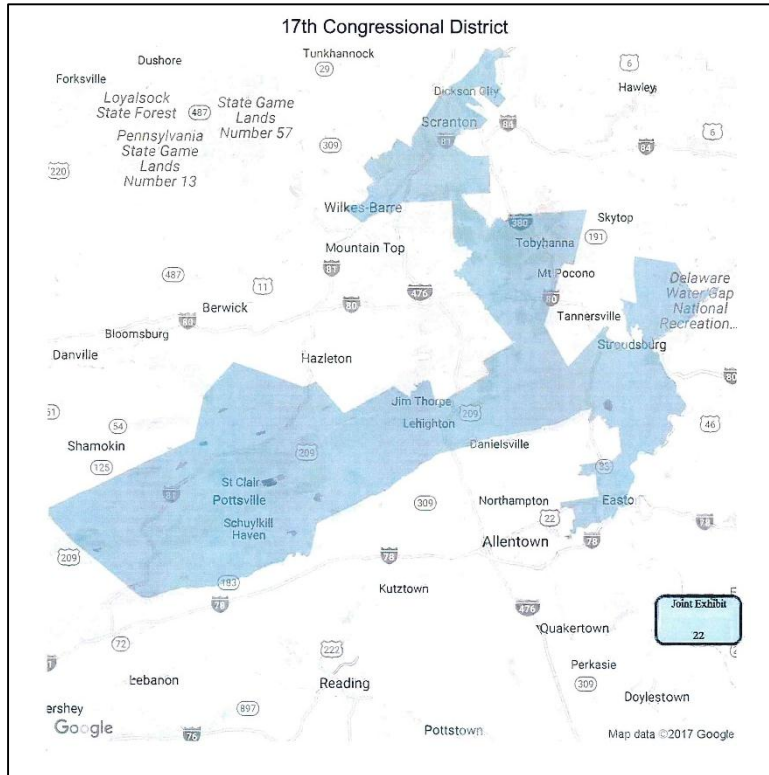 17th Congressional District
Tunkhannock
Dushore
29
6
Forksville
Dickson City
Hawley
Loyalsock
State Forest
487
State Game
Lands
Number 57
Scranton
84
Pennsylvania
State Game
Lands
Number 13
309
81
6
84
220
Wilkes-Barre
380
Skytop
Mountain Top
Tobyhanna
191
81
487
11
476
Mt Pocono
Delaware
Water Gap
National
Recreation...
Berwick
80
80
Bloomsburg
80
Tannersville
Danville
Hazleton
Stroudsburg
80
Jim Thorpe
209
54
Lehighton
46
Shamokin
209
Danielsville
125
33
St Clair
81
Pottsville
309
Northampton
Easton
Schuylkill
Haven
22
78
209
Allentown
78
78
183
78
Kutztown
476
Joint Exhibit
22
72
222
Quakertown
Lebanon
Reading
Perkasie
309
ershey
897
Doylestown
Google
76
Pottstown
Map data ©2017 Google